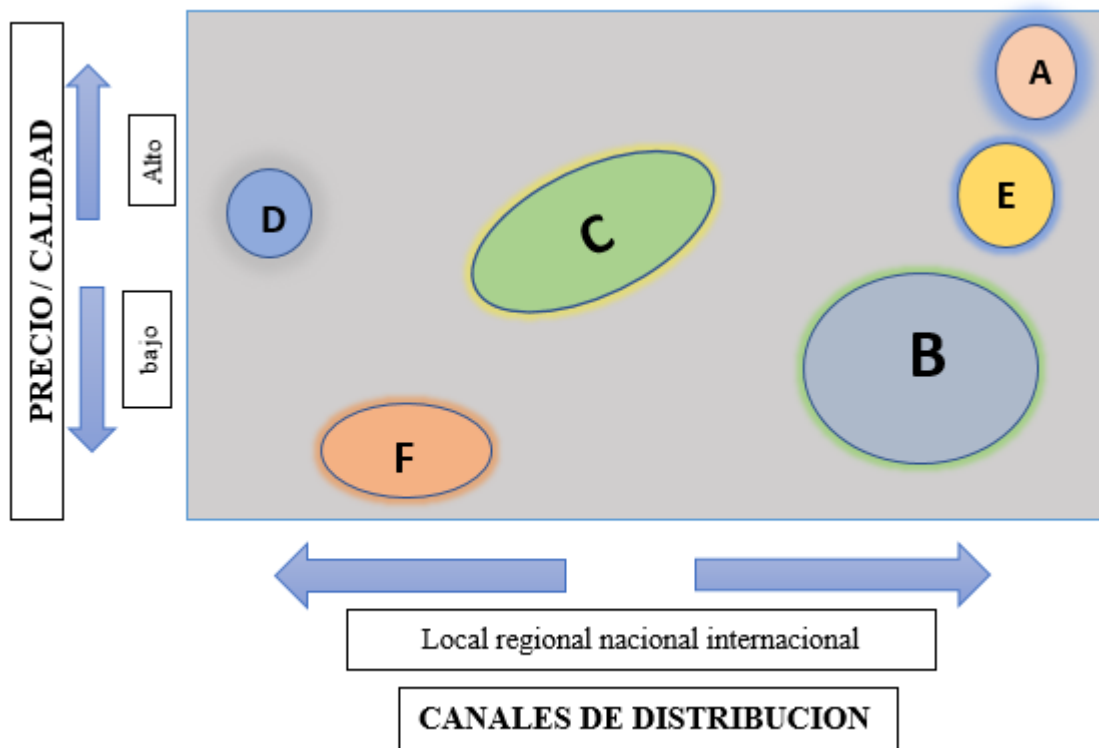 PRECIO / CALIDAD
Alto
bajo
A
E
D
C
B
F
Local regional nacional internacional
CANALES DE DISTRIBUCION